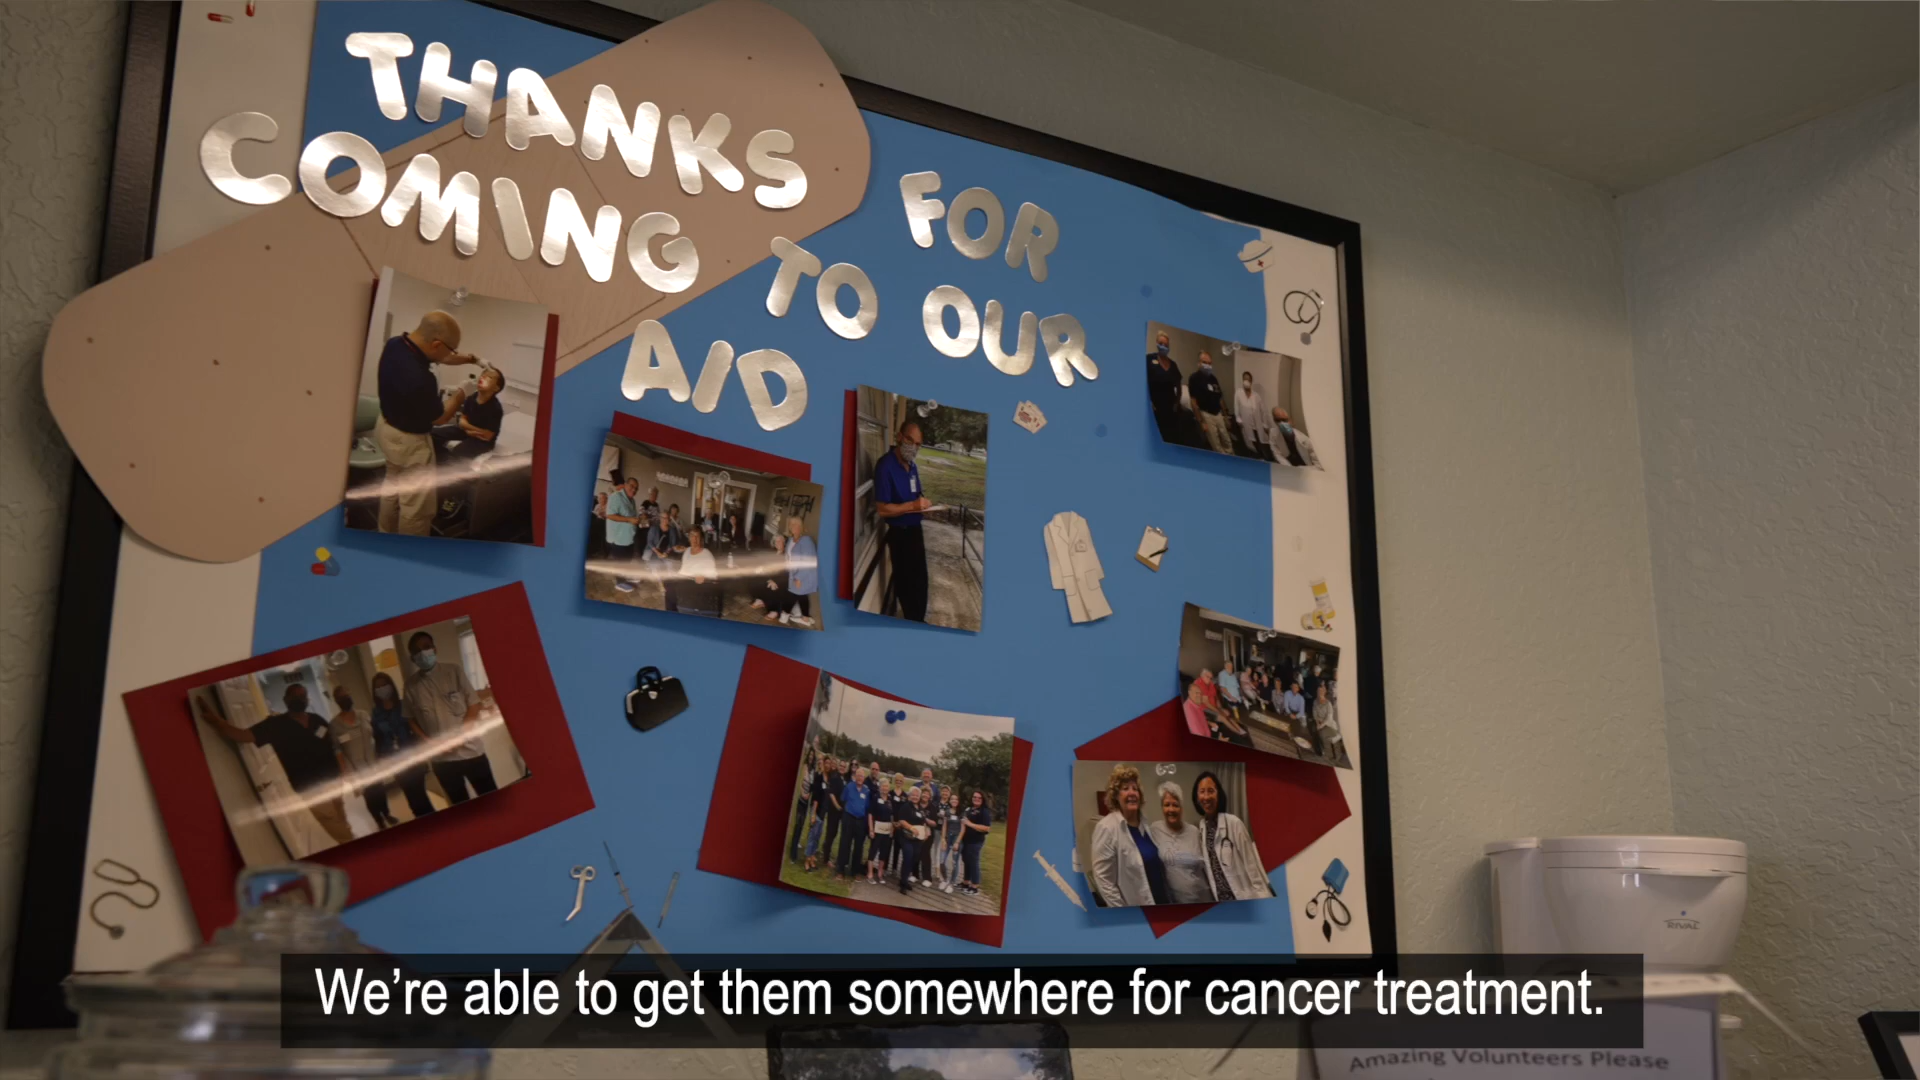 THANKS FOR
COMING TO OUR
AID
RIVAL
We’re able to get them somewhere for cancer treatment.
Amazing Volunteers Please